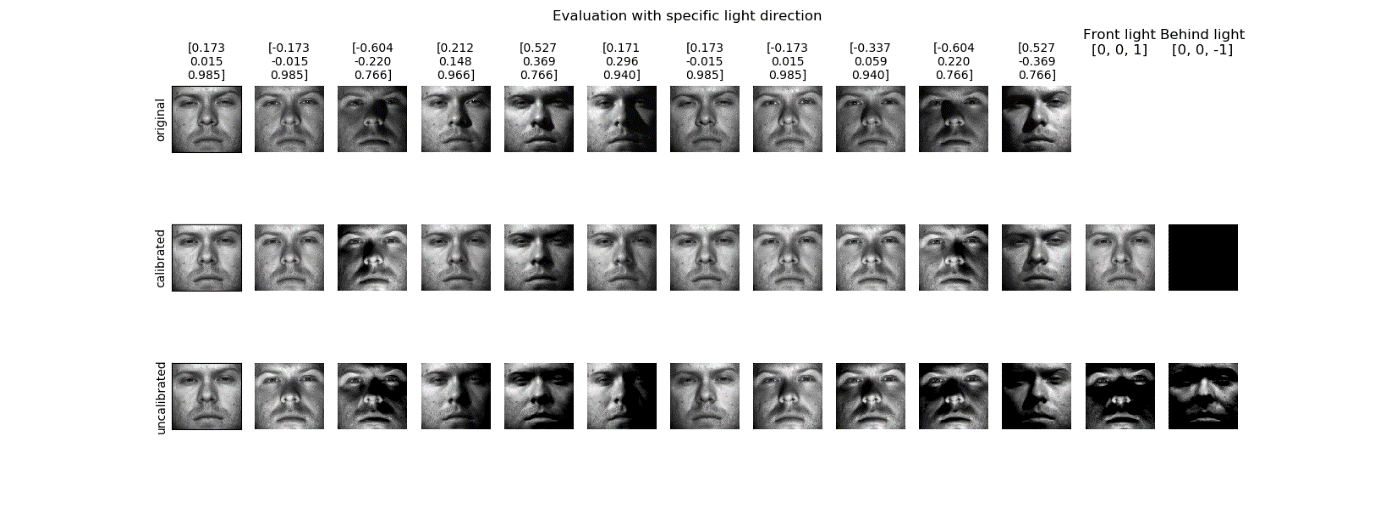 Evaluation with specific light direction
Front light Behind light
[0.173 [-0.173 [-0.604 [0.212 [0.527 [0.171 [0.173 [-0.173 [-0.337 [-0.604 [0.527 [0, 0, 1] [0, 0, -1]
0.015 -0.015 -0.220 0.148 0.369 0.296 -0.015 0.015 0.059 0.220 -0.369
0.985] 0.985] 0.766] 0.966] 0.766] 0.940] 0.985] 0.985] 0.940] 0.766] 0.766]
original
calibrated
uncalibrated